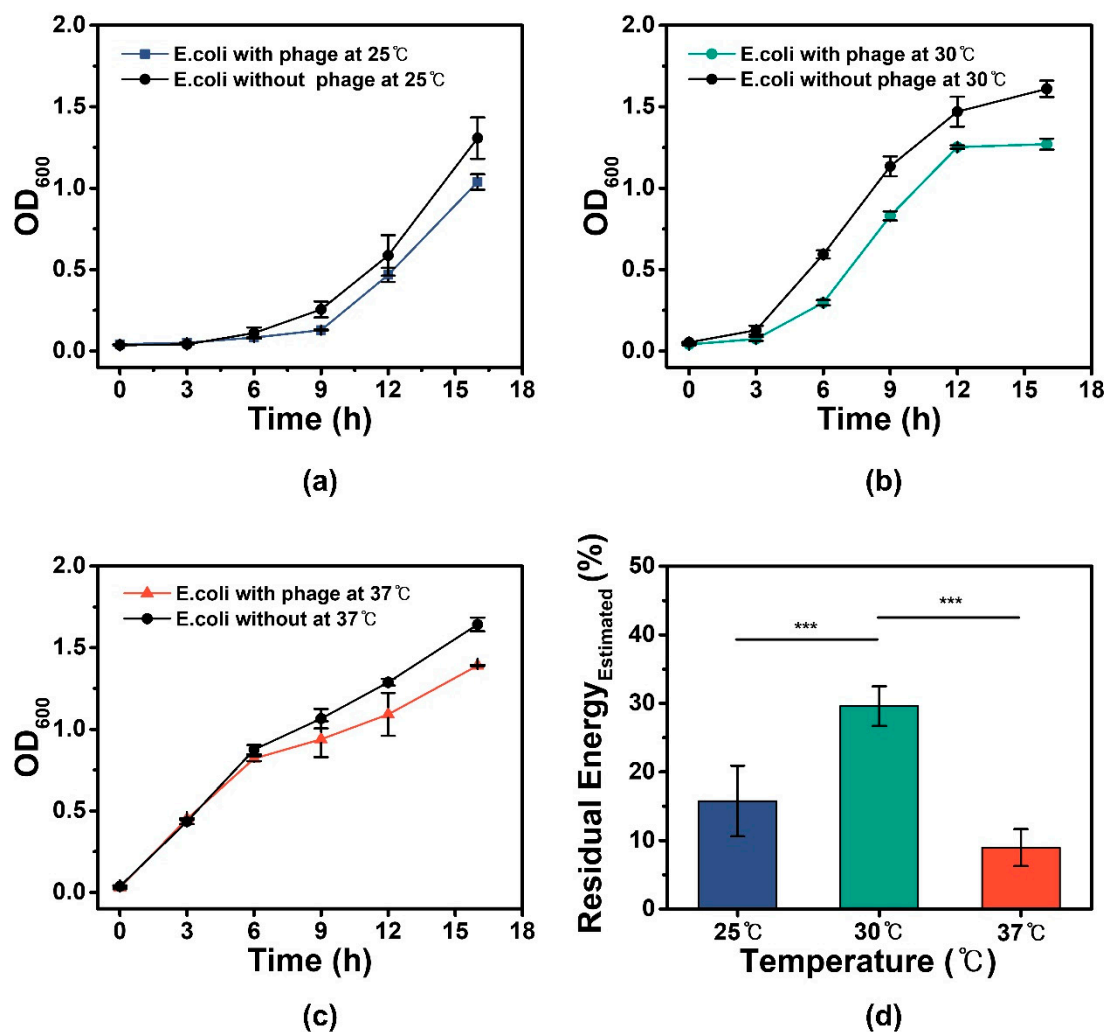 2.0
1.5
1.0
0.5
0.0
OD600
E.coli with phage at 25℃
E.coli without phage at 25℃
0 3 6 9 12 15 18
Time (h)
(a)
2.0
1.5
1.0
0.5
0.0
OD600
E.coli with phage at 30℃
E.coli without phage at 30℃
0 3 6 9 12 15 18
Time (h)
(b)
2.0
1.5
1.0
0.5
0.0
OD600
E.coli with phage at 37℃
E.coli without at 37℃
0 3 6 9 12 15 18
Time (h)
(c)
50
40
30
20
10
0
Residual EnergyEstimated (%)
***
***
25℃ 30℃ 37℃
Temperature (℃)
(d)